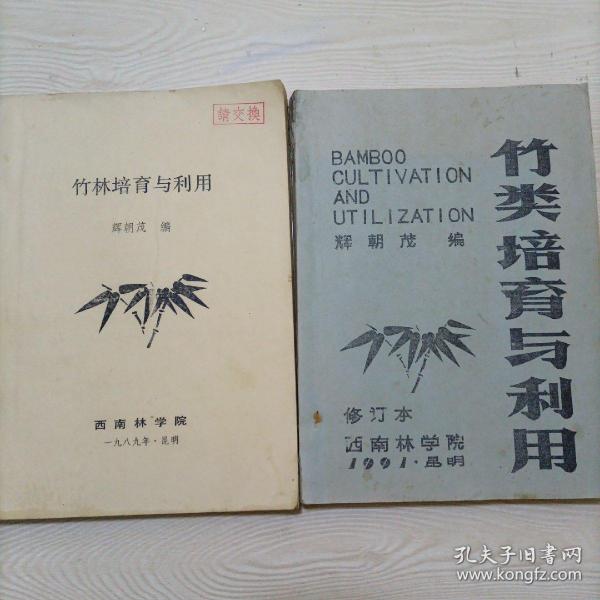 請交換
竹林培育与利用
辉朝茂 编
西南林学院
一九八九年·昆明
BAMBOO
CULTIVATION
AND
UTILIZATION
辉朝茂 编
竹类培育与利用
修订本
西南林学院
1991·昆明
孔夫子旧书网
www.kongfz.com